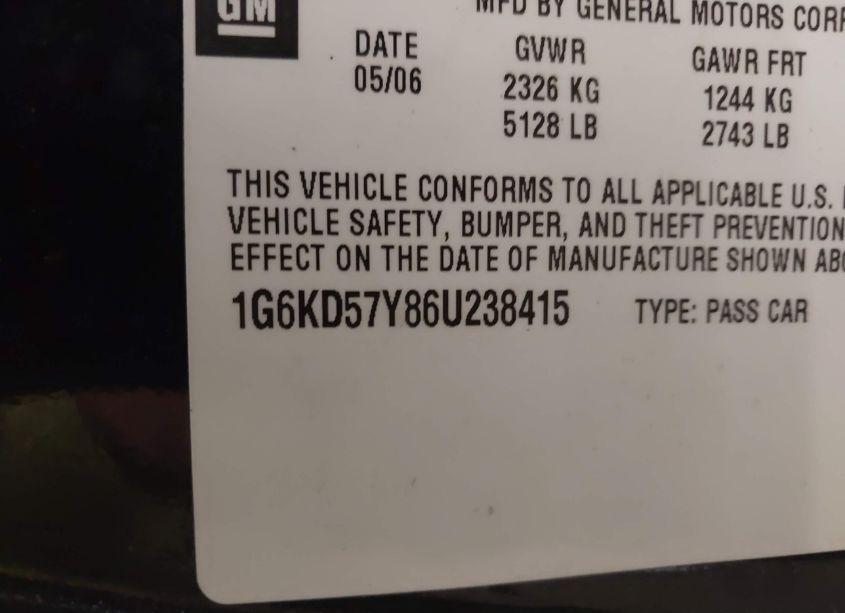 GM
MFD BY GENERAL MOTORS CORP
DATE GVWR GAWR FRT
05/06 2326 KG 1244 KG
5128 LB 2743 LB
THIS VEHICLE CONFORMS TO ALL APPLICABLE U.S.
VEHICLE SAFETY, BUMPER, AND THEFT PREVENTION
EFFECT ON THE DATE OF MANUFACTURE SHOWN ABO
1G6KD57Y86U238415 TYPE: PASS CAR